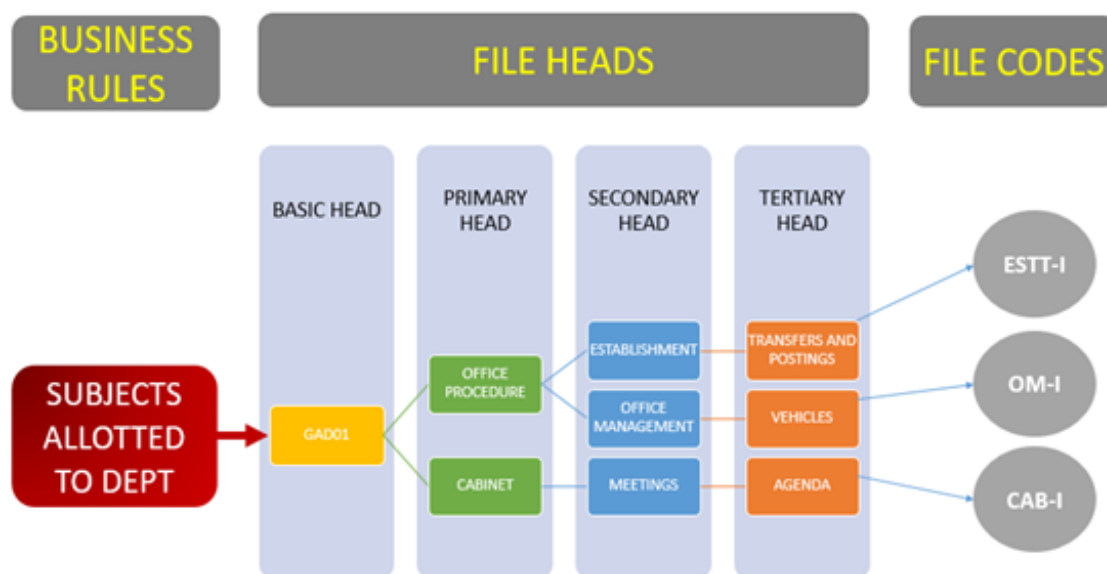 BUSINESS
RULES
FILE HEADS
FILE CODES
BASIC HEAD
PRIMARY
HEAD
SECONDARY
HEAD
TERTIARY
HEAD
SUBJECTS
ALLOTTED
TO DEPT
GAD01
OFFICE
PROCEDURE
CABINET
ESTABLISHMENT
OFFICE
MANAGEMENT
MEETINGS
TRANSFERS AND
POSTINGS
VEHICLES
AGENDA
ESTT-I
OM-I
CAB-I